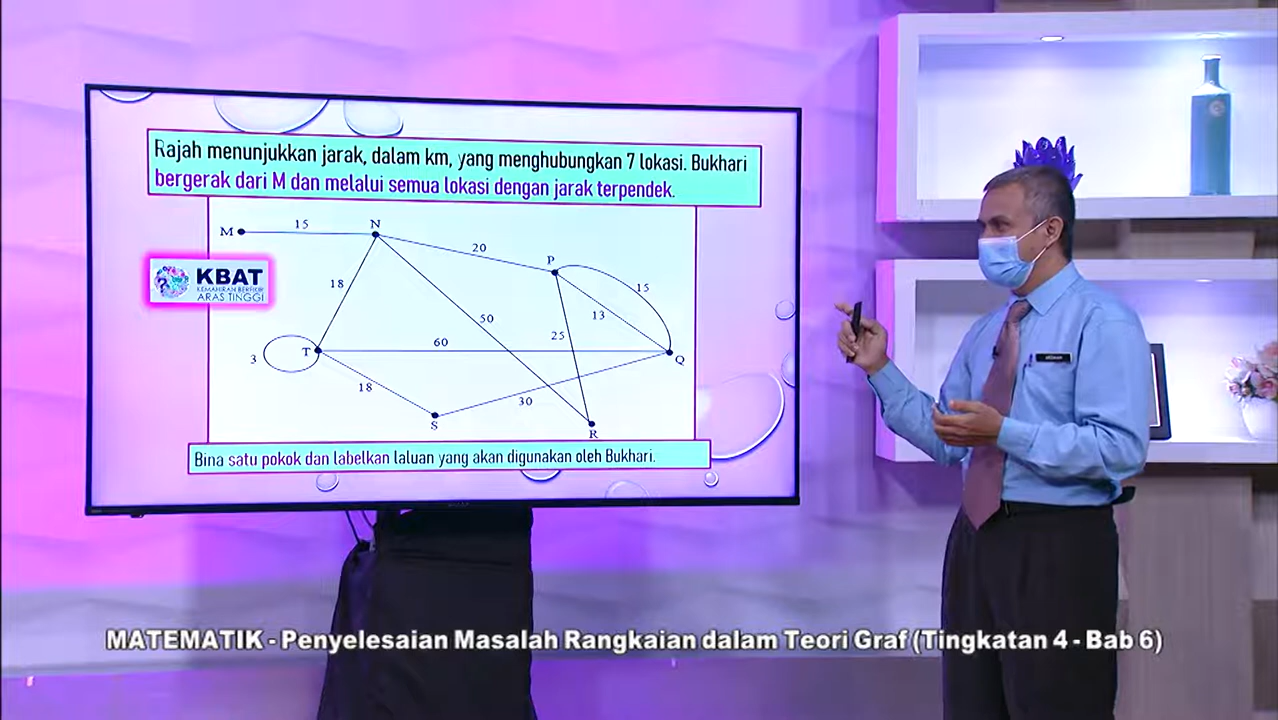 Rajah menunjukkan jarak, dalam km, yang menghubungkan 7 lokasi. Bukhari
bergerak dari M dan melalui semua lokasi dengan jarak terpendek.
M
15
N
20
P
15
18
13
50
25
3
T
60
Q
18
30
S
R
KBAT
KEMAHIRAN BERFIKIR
ARAS TINGGI
Bina satu pokok dan labelkan laluan yang akan digunakan oleh Bukhari.
MATEMATIK - Penyelesaian Masalah Rangkaian dalam Teori Graf (Tingkatan 4 - Bab 6)